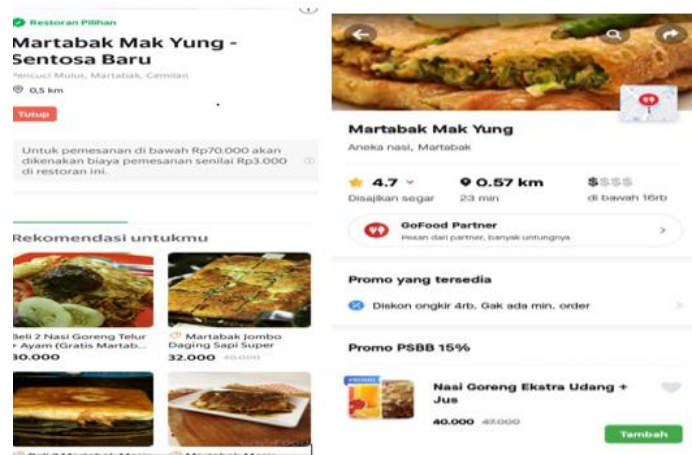 Restoran Pilihan
Martabak Mak Yung -
Sentosa Baru
Pencuci Mulut, Martabak, Cemilan
0,5 km
Tutup
Untuk pemesanan di bawah Rp70.000 akan
dikenakan biaya pemesanan senilai Rp3.000
di restoran ini.
Rekomendasi untukmu
Beli 2 Nasi Goreng Telur
+ Ayam (Gratis Martab...
30.000
Martabak Jombo
Daging Sapi Super
32.000 40.000
Martabak Mak Yung
Aneka nasi, Martabak
4.7
Disajikan segar
0.57 km
23 min
$$$$
di bawah 16rb
GoFood Partner
Pesan dari partner, banyak untungnya
Promo yang tersedia
Diskon ongkir 4rb. Gak ada min. order
Promo PSBB 15%
PROMO
Nasi Goreng Ekstra Udang +
Jus
40.000 47.000
Tambah